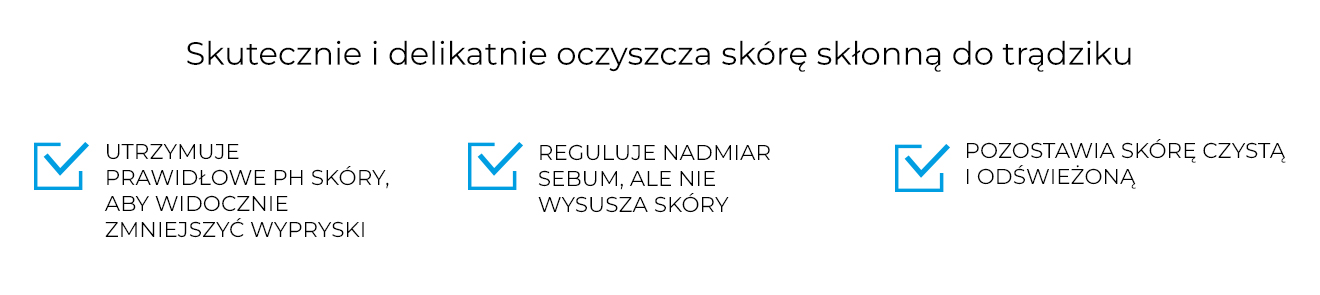 Skutecznie i delikatnie oczyszcza skórę skłonną do trądziku
UTRZYMUJE
PRAWIDŁOWE PH SKÓRY,
ABY WIDOCZNIE
ZMNIEJSZYĆ WYPRYSKI
REGULUJE NADMIAR
SEBUM, ALE NIE
WYSUSZA SKÓRY
POZOSTAWIA SKÓRĘ CZYSTĄ
I ODŚWIEŻONĄ